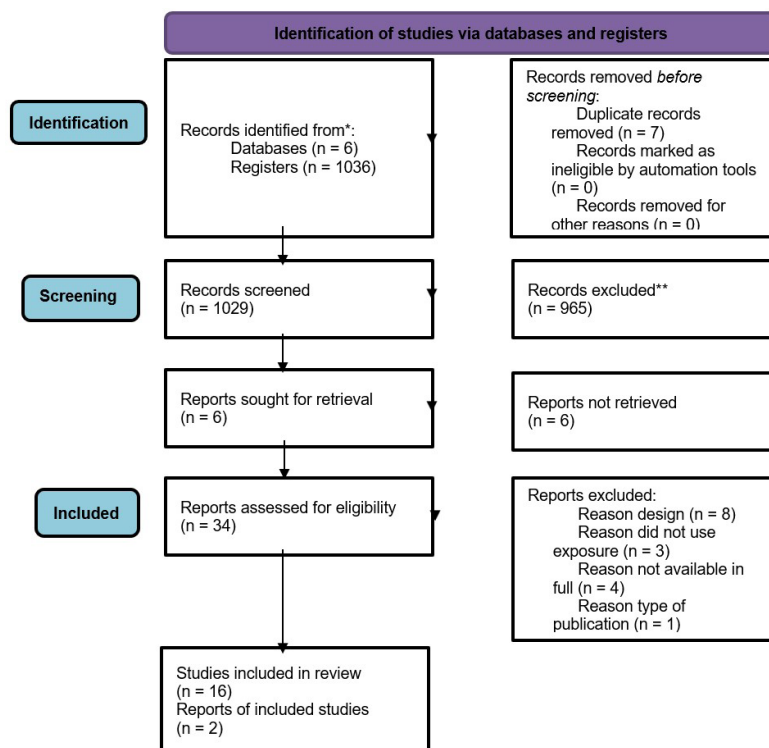 Identification of studies via databases and registers
Identification
Records identified from*:
Databases (n = 6)
Registers (n = 1036)
Records removed before
screening:
Duplicate records
removed (n = 7)
Records marked as
ineligible by automation tools
(n = 0)
Records removed for
other reasons (n = 0)
Screening
Records screened
(n = 1029)
Records excluded**
(n = 965)
Reports sought for retrieval
(n = 6)
Reports not retrieved
(n = 6)
Included
Reports assessed for eligibility
(n = 34)
Reports excluded:
Reason design (n = 8)
Reason did not use
exposure (n = 3)
Reason not available in
full (n = 4)
Reason type of
publication (n = 1)
Studies included in review
(n = 16)
Reports of included studies
(n = 2)